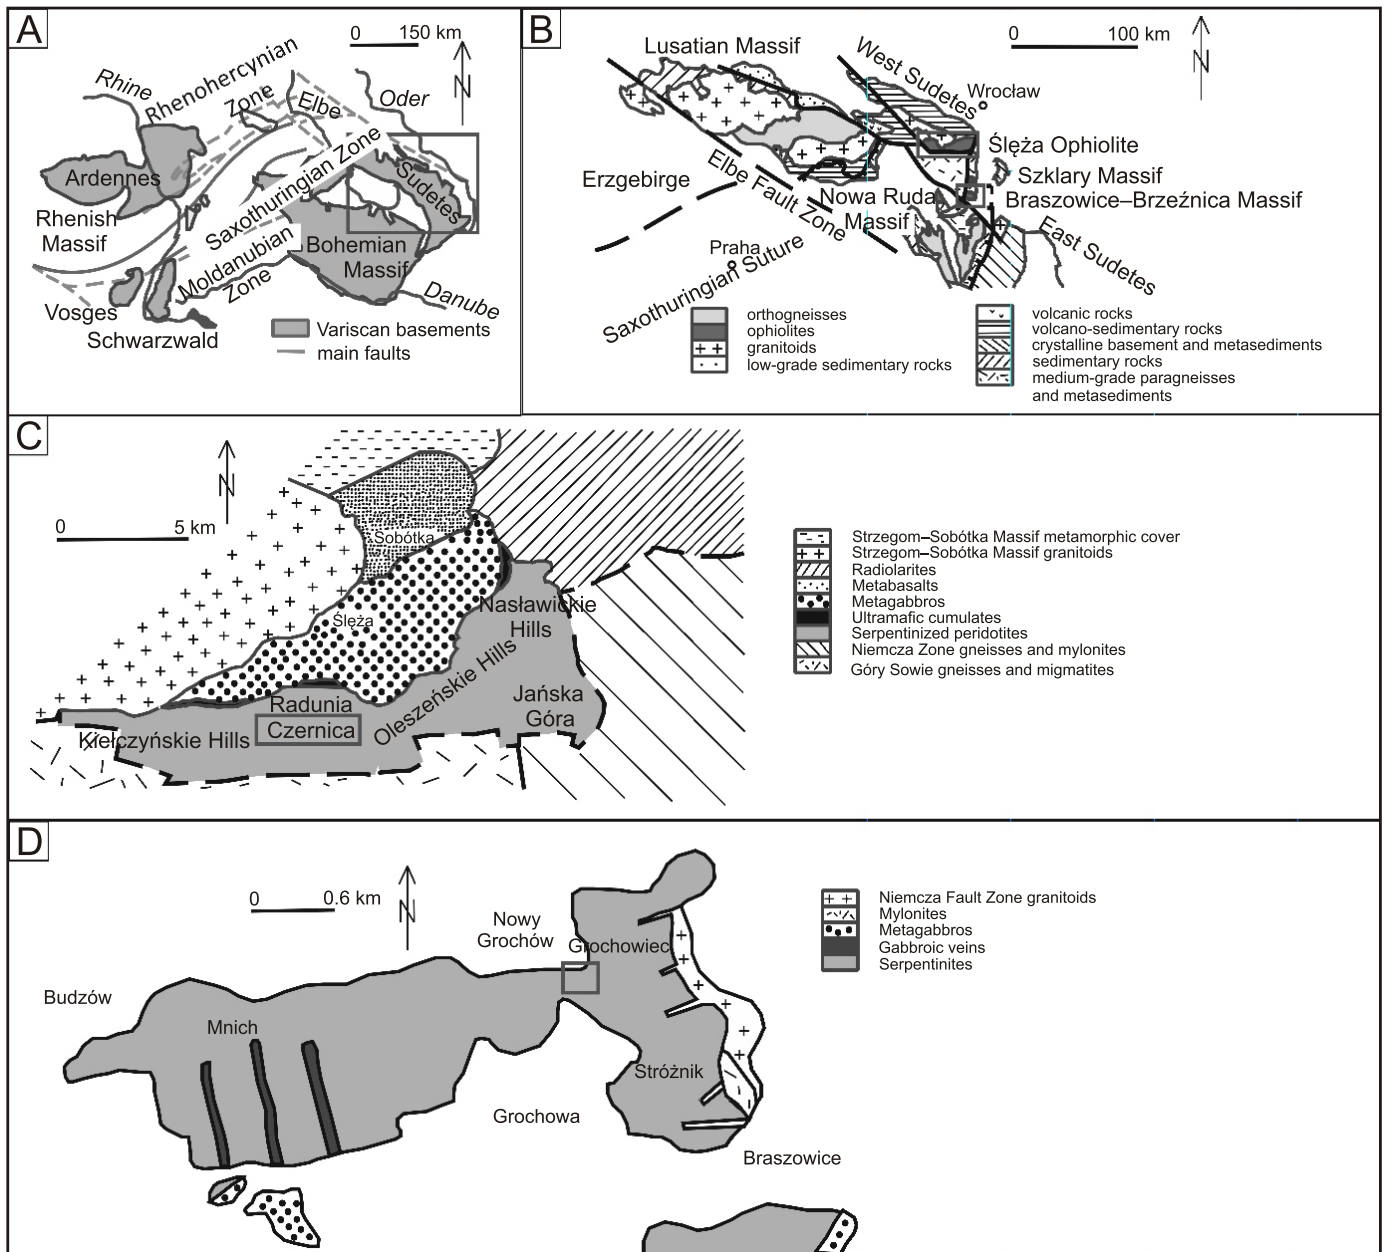 A
0 150 km
N
Rhine
Rhenohercynian
Zone
Elbe
Oder
Ardennes
Saxothuringian Zone
Sudetes
Rhenish
Massif
Moldanubian
Zone
Bohemian
Massif
Vosges
Schwarzwald
Danube
Variscan basements
main faults
B
Lusatian Massif
West Sudetes
0 100 km
N
Wrocław
Ślęża Ophiolite
Szklary Massif
Braszowice–Brzeźnica Massif
Erzgebirge
Elbe Fault Zone
Nowa Ruda
Massif
East Sudetes
Praha
Saxothuringian Suture
orthogneisses
ophiolites
granitoids
low-grade sedimentary rocks
volcanic rocks
volcano-sedimentary rocks
crystalline basement and metasediments
sedimentary rocks
medium-grade paragneisses
and metasediments
C
N
0 5 km
Sobótka
Ślęża
Nasławickie
Hills
Oleszeńskie Hills
Jańska
Góra
Radunia
Czernica
Kiełczyńskie Hills
Strzegom–Sobótka Massif metamorphic cover
Strzegom–Sobótka Massif granitoids
Radiolarites
Metabasalts
Metagabbros
Ultramafic cumulates
Serpentinized peridotites
Niemcza Zone gneisses and mylonites
Góry Sowie gneisses and migmatites
D
0 0.6 km
N
Nowy
Grochów
Grochowiec
Budzów
Mnich
Stróżnik
Grochowa
Braszowice
Niemcza Fault Zone granitoids
Mylonites
Metagabbros
Gabbroic veins
Serpentinites